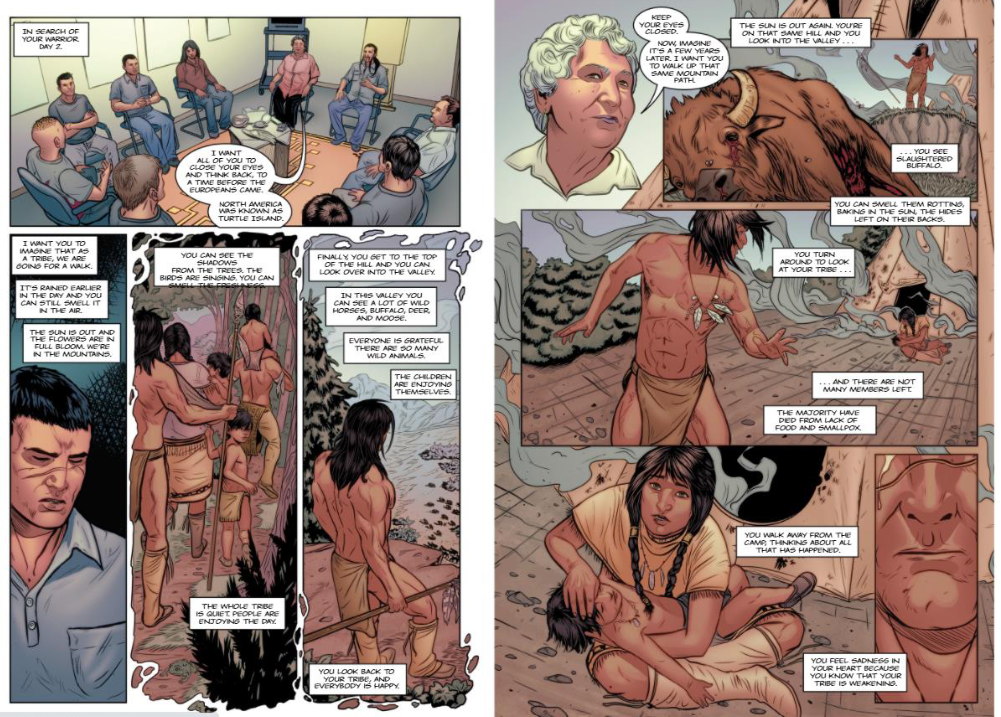 IN SEARCH OF
YOUR WARRIOR.
DAY 2.
I WANT
ALL OF YOU TO
CLOSE YOUR EYES
AND THINK BACK, TO
A TIME BEFORE THE
EUROPEANS CAME.
NORTH AMERICA
WAS KNOWN AS
TURTLE ISLAND.
I WANT YOU TO
IMAGINE THAT AS
A TRIBE, WE ARE
GOING FOR A WALK.
IT'S RAINED EARLIER
IN THE DAY AND YOU
CAN STILL SMELL IT
IN THE AIR.
THE SUN IS OUT AND
THE FLOWERS ARE IN
FULL BLOOM. WE'RE
IN THE MOUNTAINS.
YOU CAN SEE THE
SHADOWS
FROM THE TREES. THE
BIRDS ARE SINGING. YOU CAN
SMELL THE FRESHNESS.
THE WHOLE TRIBE
IS QUIET. PEOPLE ARE
ENJOYING THE DAY.
FINALLY, YOU GET TO THE TOP
OF THE HILL AND YOU CAN
LOOK OVER INTO THE VALLEY.
IN THIS VALLEY YOU
CAN SEE A LOT OF WILD
HORSES, BUFFALO, DEER,
AND MOOSE.
EVERYONE IS GRATEFUL
THERE ARE SO MANY
WILD ANIMALS.
THE CHILDREN
ARE ENJOYING
THEMSELVES.
YOU LOOK BACK TO
YOUR TRIBE, AND
EVERYBODY IS HAPPY.
KEEP
YOUR EYES
CLOSED.
NOW, IMAGINE
IT'S A FEW YEARS
LATER. I WANT YOU
TO WALK UP THAT
SAME MOUNTAIN
PATH.
THE SUN IS OUT AGAIN. YOU'RE
ON THAT SAME HILL AND YOU
LOOK INTO THE VALLEY . . .
. . . YOU SEE
SLAUGHTERED
BUFFALO.
YOU CAN SMELL THEM ROTTING,
BAKING IN THE SUN, THE HIDES
LEFT ON THEIR BACKS.
YOU TURN
AROUND TO LOOK
AT YOUR TRIBE . . .
. . . AND THERE ARE NOT
MANY MEMBERS LEFT.
THE MAJORITY HAVE
DIED FROM LACK OF
FOOD AND SMALLPOX.
YOU WALK AWAY FROM THE
CAMP, THINKING ABOUT ALL
THAT HAS HAPPENED.
YOU FEEL SADNESS IN
YOUR HEART BECAUSE
YOU KNOW THAT YOUR
TRIBE IS WEAKENING.